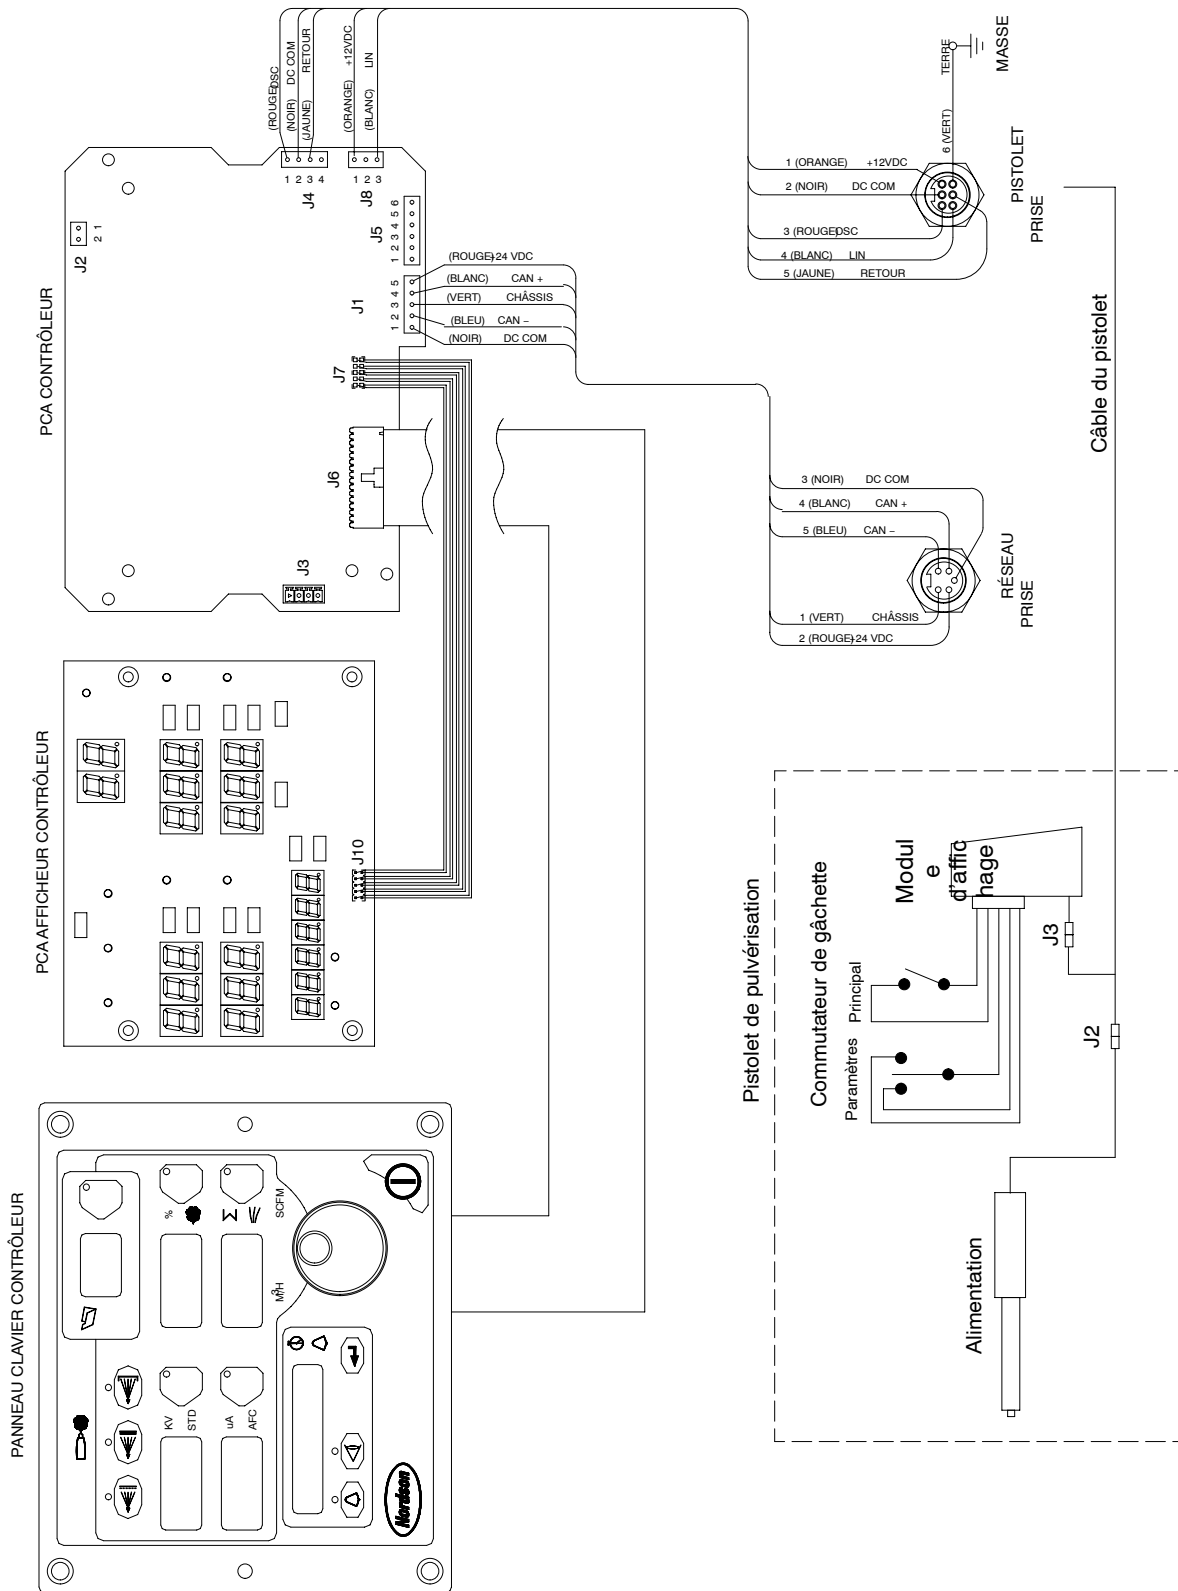 PCA CONTRÔLEUR
J2
2 1
(ROUGE)OSC
(NOIR) DC COM
(JAUNE) RETOUR
(ORANGE) +12VDC
(BLANC) LIN
1 2 3 4
J4
1 2 3
J8
1 2 3 4 5 6
J5
1 2 3 4 5
J1
(ROUGE)+24 VDC
(BLANC) CAN +
(VERT) CHÂSSIS
(BLEU) CAN –
(NOIR) DC COM
J7
J6
J3
TERRE
MASSE
6 (VERT)
1 (ORANGE) +12VDC
2 (NOIR) DC COM
3 (ROUGE)OSC
4 (BLANC) LIN
5 (JAUNE) RETOUR
PISTOLET
PRISE
Câble du pistolet
3 (NOIR) DC COM
4 (BLANC) CAN +
5 (BLEU) CAN –
1 (VERT) CHÂSSIS
2 (ROUGE)+24 VDC
RÉSEAU
PRISE
PCA AFFICHEUR CONTRÔLEUR
J10
PANNEAU CLAVIER CONTRÔLEUR
%
SCFM
M3/H
KV
STD
uA
AFC
Nordson
Pistolet de pulvérisation
Commutateur de gâchette
Paramètres
Principal
Modul
e
d'affic
hage
J3
J2
Alimentation